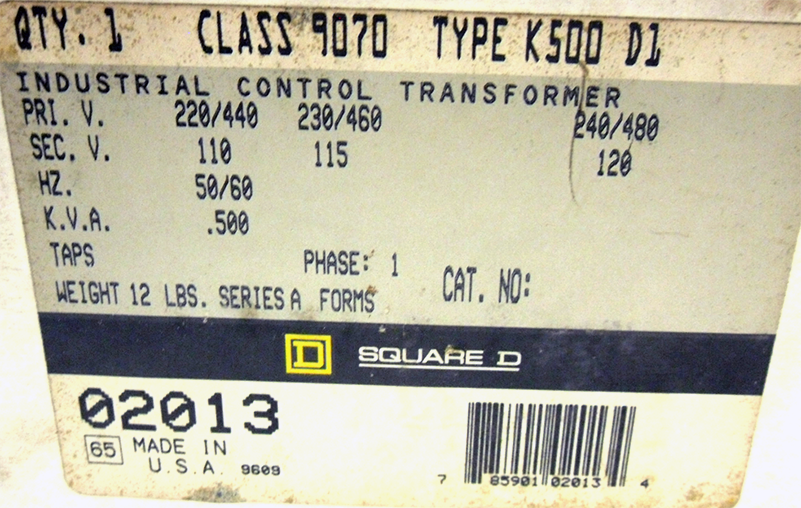 QTY. 1 CLASS 9070 TYPE K500 D1
INDUSTRIAL CONTROL TRANSFORMER
PRI. V. 220/440 230/460 240/480
SEC. V. 110 115 120
HZ. 50/60
K.V.A. .500
TAPS PHASE: 1 CAT. NO:
WEIGHT 12 LBS. SERIES A FORMS
D SQUARE D
02013
65 MADE IN
U.S.A. 9609
7 85901 02013 4